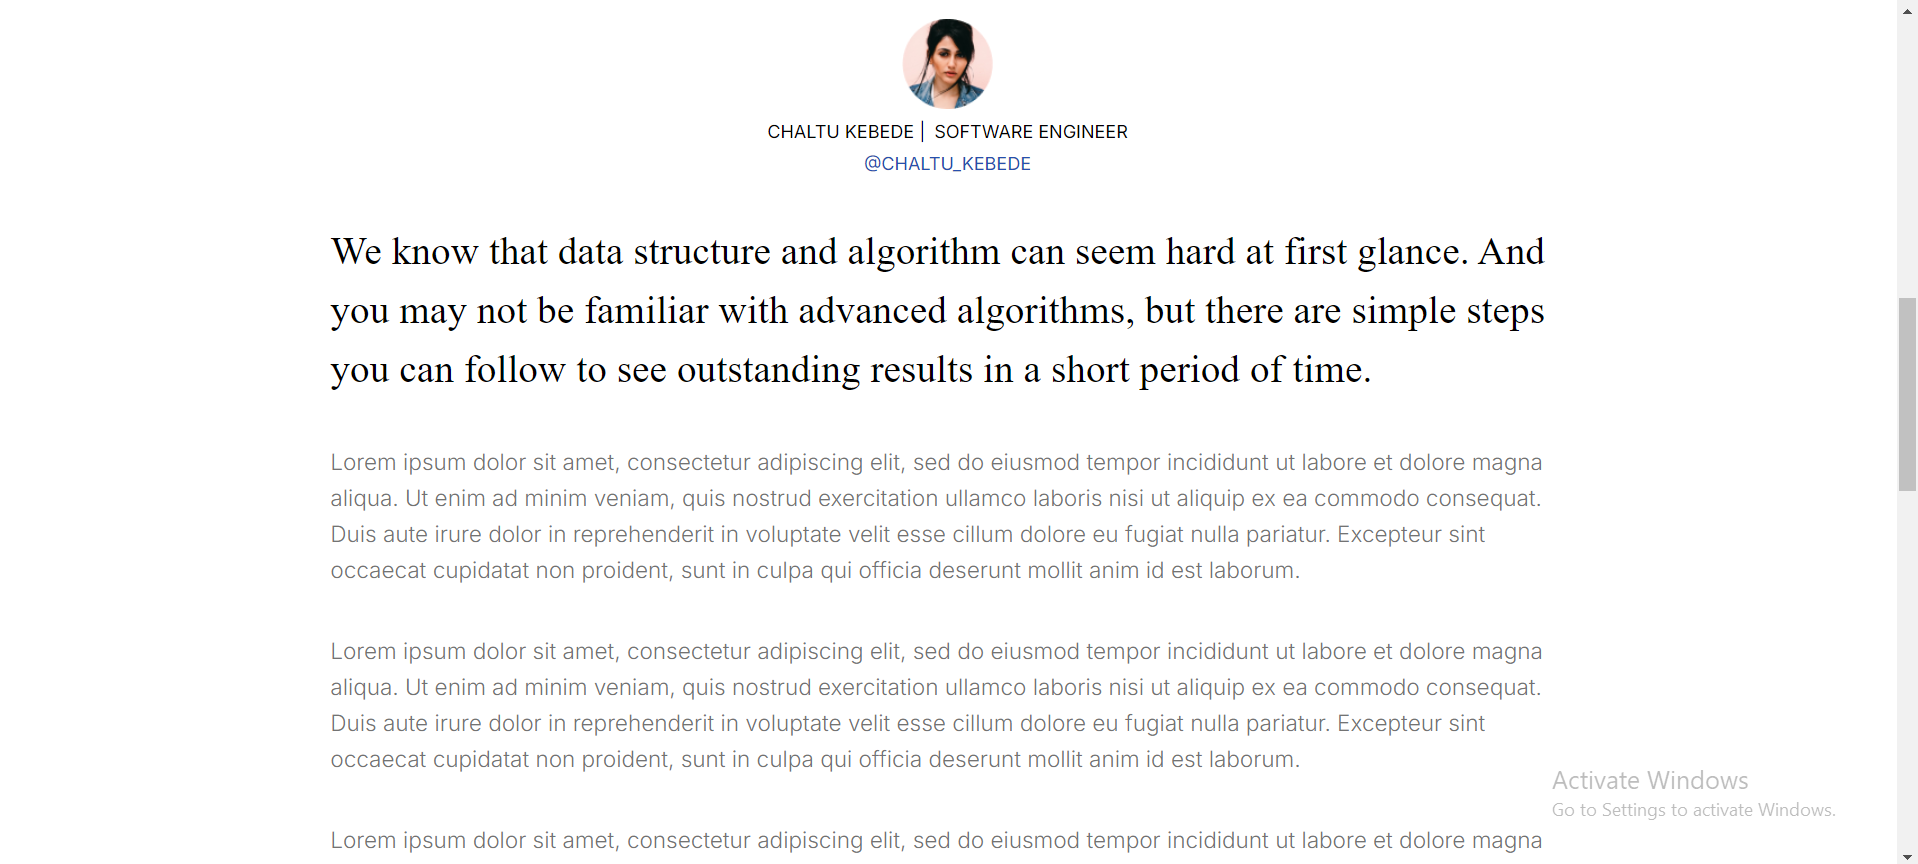 CHALTU KEBEDE | SOFTWARE ENGINEER
@CHALTU_KEBEDE
We know that data structure and algorithm can seem hard at first glance. And
you may not be familiar with advanced algorithms, but there are simple steps
you can follow to see outstanding results in a short period of time.
Lorem ipsum dolor sit amet, consectetur adipiscing elit, sed do eiusmod tempor incididunt ut labore et dolore magna
aliqua. Ut enim ad minim veniam, quis nostrud exercitation ullamco laboris nisi ut aliquip ex ea commodo consequat.
Duis aute irure dolor in reprehenderit in voluptate velit esse cillum dolore eu fugiat nulla pariatur. Excepteur sint
occaecat cupidatat non proident, sunt in culpa qui officia deserunt mollit anim id est laborum.
Lorem ipsum dolor sit amet, consectetur adipiscing elit, sed do eiusmod tempor incididunt ut labore et dolore magna
aliqua. Ut enim ad minim veniam, quis nostrud exercitation ullamco laboris nisi ut aliquip ex ea commodo consequat.
Duis aute irure dolor in reprehenderit in voluptate velit esse cillum dolore eu fugiat nulla pariatur. Excepteur sint
occaecat cupidatat non proident, sunt in culpa qui officia deserunt mollit anim id est laborum.
Activate Windows
Go to Settings to activate Windows.
Lorem ipsum dolor sit amet, consectetur adipiscing elit, sed do eiusmod tempor incididunt ut labore et dolore magna